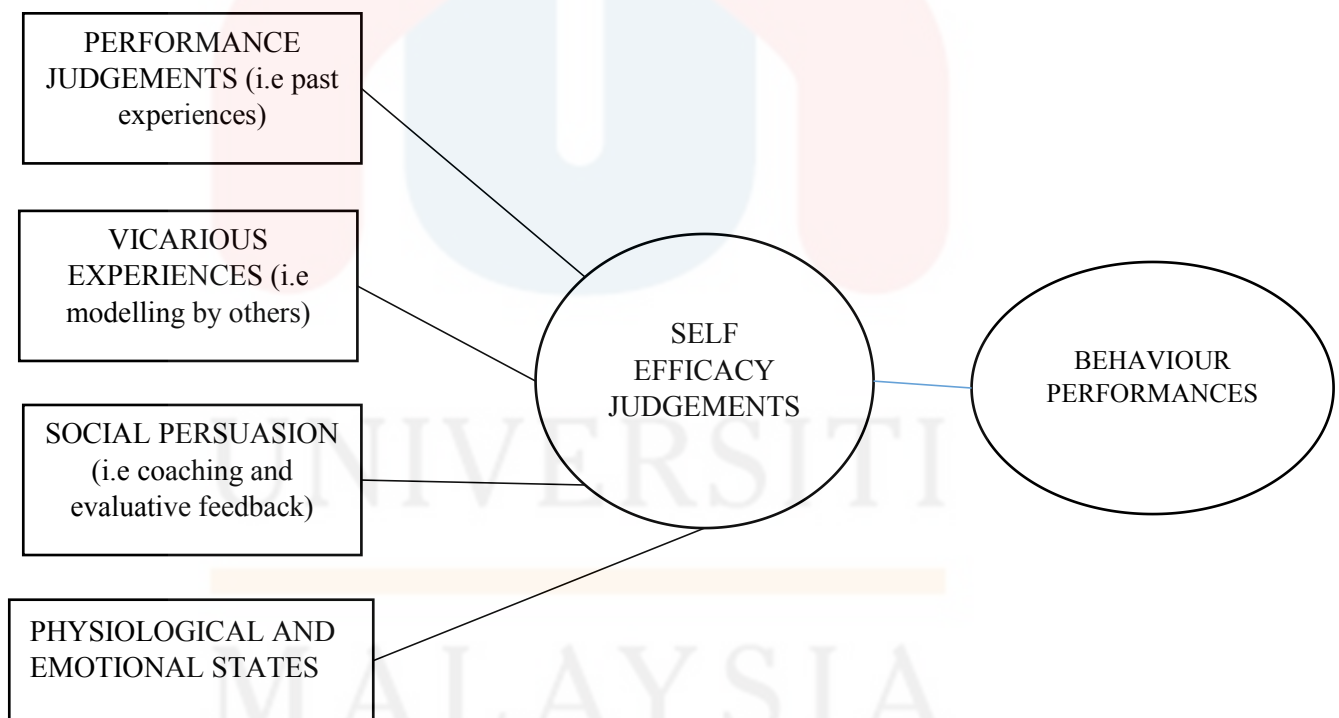 PERFORMANCE
JUDGEMENTS (i.e past
experiences)
VICARIOUS
EXPERIENCES (i.e
modelling by others)
SOCIAL PERSUASION
(i.e coaching and
evaluative feedback)
PHYSIOLOGICAL AND
EMOTIONAL STATES
SELF
EFFICACY
JUDGEMENTS
BEHAVIOUR
PERFORMANCES
UNIVERSITI
MALAYSIA